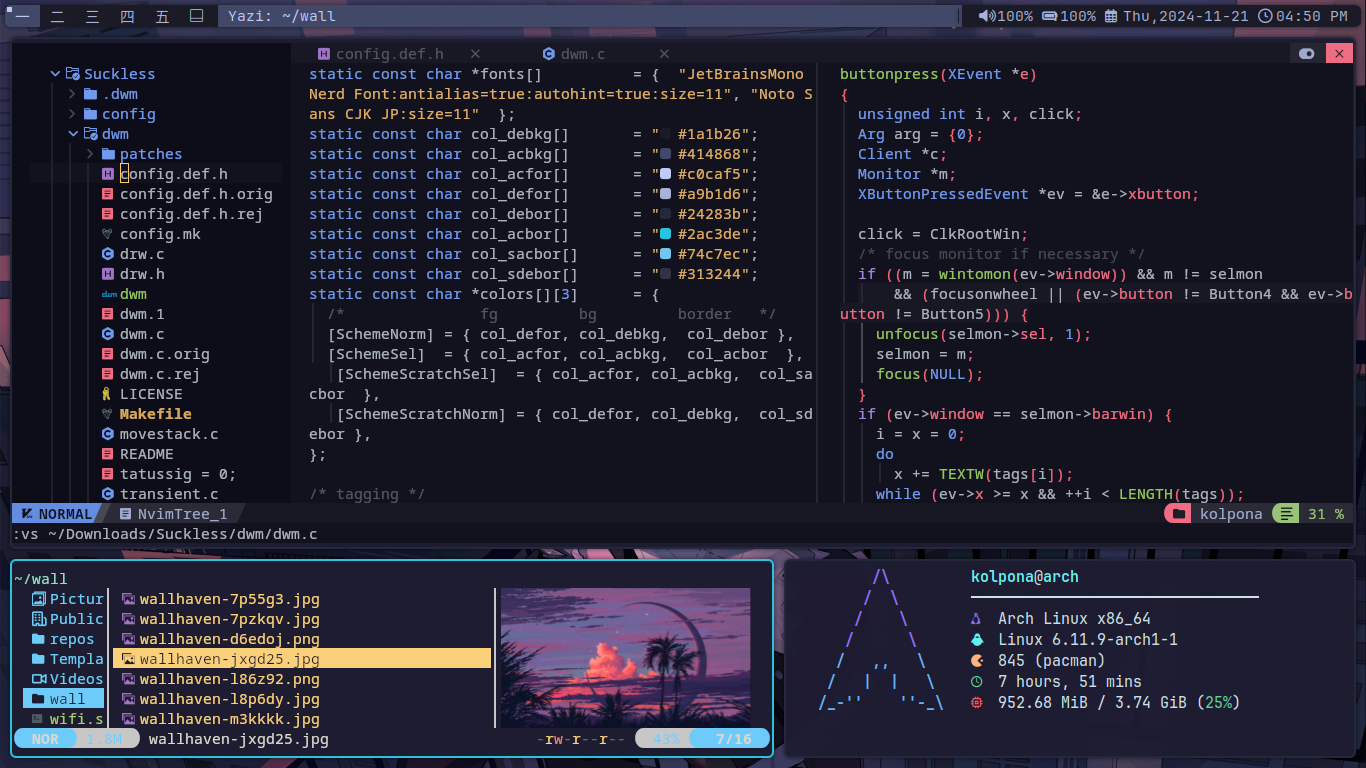 一 二 三 四 五 Yazi: ~/wall 100% 100% Thu,2024-11-21 04:50 PM
config.def.h × dwm.c × ×
Suckless
.dwm
config
dwm
patches
config.def.h
config.def.h.orig
config.def.h.rej
config.mk
drw.c
drw.h
dwm
dwm.1
dwm.c
dwm.c.orig
dwm.c.rej
LICENSE
Makefile
movestack.c
README
tatussig = 0;
transient.c
static const char *fonts[] = { "JetBrainsMono
Nerd Font:antialias=true:autohint=true:size=11", "Noto S
ans CJK JP:size=11" };
static const char col_debkg[] = " #1a1b26";
static const char col_acbkg[] = " #414868";
static const char col_acfor[] = " #c0caf5";
static const char col_defor[] = " #a9b1d6";
static const char col_debor[] = " #24283b";
static const char col_acbor[] = " #2ac3de";
static const char col_sacbor[] = " #74c7ec";
static const char col_sdebor[] = " #313244";
static const char *colors[][3] = {
/* fg bg border */
[SchemeNorm] = { col_defor, col_debkg, col_debor },
[SchemeSel] = { col_acfor, col_acbkg, col_acbor },
[SchemeScratchSel] = { col_acfor, col_acbkg, col_sa
cbor },
[SchemeScratchNorm] = { col_defor, col_debkg, col_sd
ebor },
};
/* tagging */
buttonpress(XEvent *e)
{
unsigned int i, x, click;
Arg arg = {0};
Client *c;
Monitor *m;
XButtonPressedEvent *ev = &e->xbutton;
click = ClkRootWin;
/* focus monitor if necessary */
if ((m = wintomon(ev->window)) && m != selmon
&& (focusonwheel || (ev->button != Button4 && ev->b
utton != Button5))) {
unfocus(selmon->sel, 1);
selmon = m;
focus(NULL);
}
if (ev->window == selmon->barwin) {
i = x = 0;
do
x += TEXTW(tags[i]);
while (ev->x >= x && ++i < LENGTH(tags));
NORMAL NvimTree_1 kolpona 31 %
:vs ~/Downloads/Suckless/dwm/dwm.c
~/wall
Pictur
Public
repos
Templa
Videos
wall
wifi.s
wallhaven-7p55g3.jpg
wallhaven-7pzkqv.jpg
wallhaven-d6edoj.png
wallhaven-jxgd25.jpg
wallhaven-l86z92.png
wallhaven-l8p6dy.jpg
wallhaven-m3kkkk.jpg
NOR 1.8M wallhaven-jxgd25.jpg -rw-r--r-- 43% 7/16
/\
/ \
/ \
/ \
/ ,, \
/ | | \
/_-'' ''-_\
kolpona@arch
Arch Linux x86_64
Linux 6.11.9-arch1-1
845 (pacman)
7 hours, 51 mins
952.68 MiB / 3.74 GiB (25%)